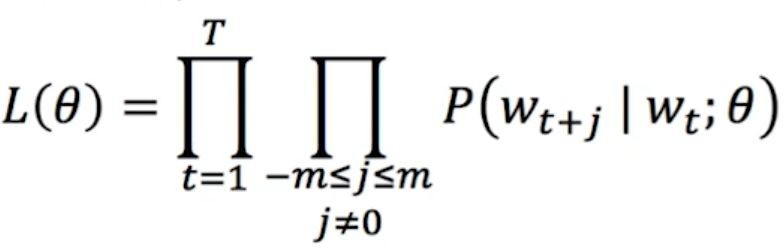 L(θ) = ∏_{t=1}^{T} ∏_{-m≤j≤m, j≠0} P(w_{t+j} | w_t; θ)